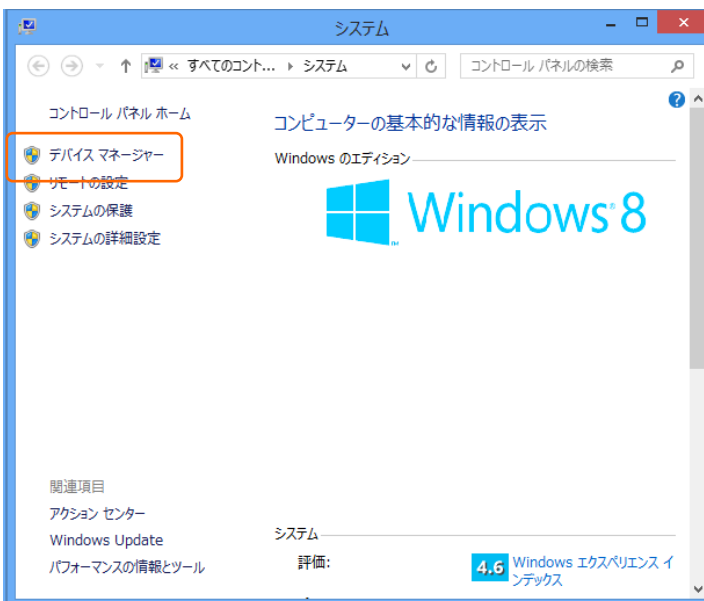 システム
« すべてのコント... ▸ システム
コントロール パネルの検索
コントロール パネル ホーム
デバイス マネージャー
リモートの設定
システムの保護
システムの詳細設定
関連項目
アクション センター
Windows Update
パフォーマンスの情報とツール
コンピューターの基本的な情報の表示
Windows のエディション
Windows 8
システム
評価:
4.6 Windows エクスペリエンス イ
ンデックス